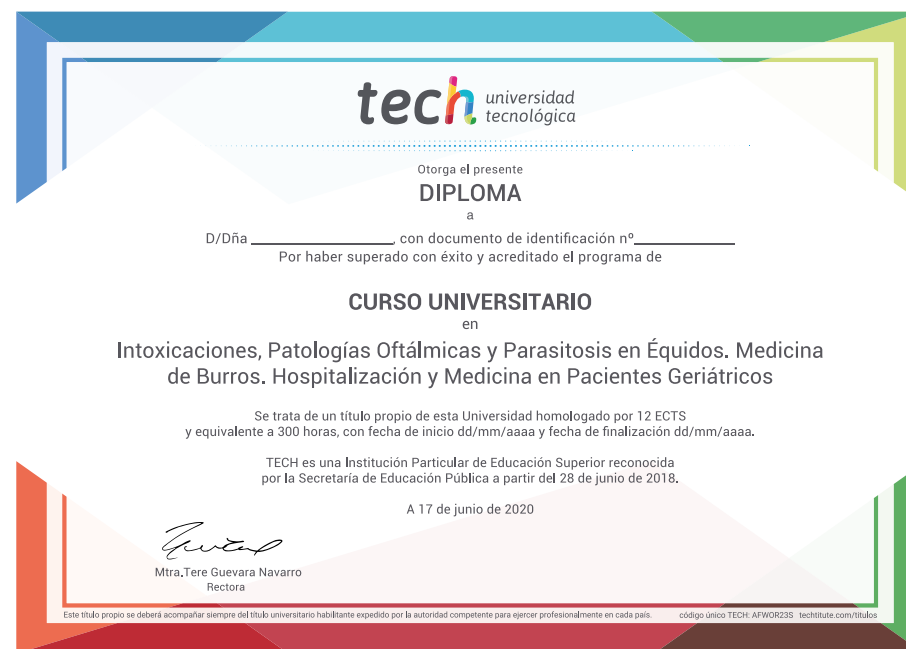 tech universidad
tecnológica
Otorga el presente
DIPLOMA
a
D/Dña ____________________, con documento de identificación nº______________
Por haber superado con éxito y acreditado el programa de
CURSO UNIVERSITARIO
en
Intoxicaciones, Patologías Oftálmicas y Parasitosis en Équidos. Medicina
de Burros. Hospitalización y Medicina en Pacientes Geriátricos
Se trata de un título propio de esta Universidad homologado por 12 ECTS
y equivalente a 300 horas, con fecha de inicio dd/mm/aaaa y fecha de finalización dd/mm/aaaa.
TECH es una Institución Particular de Educación Superior reconocida
por la Secretaría de Educación Pública a partir del 28 de junio de 2018.
A 17 de junio de 2020
Mtra.Tere Guevara Navarro
Rectora
Este título propio se deberá acompañar siempre del título universitario habilitante expedido por la autoridad competente para ejercer profesionalmente en cada país. código único TECH: AFWOR23S techtitute.com/titulos